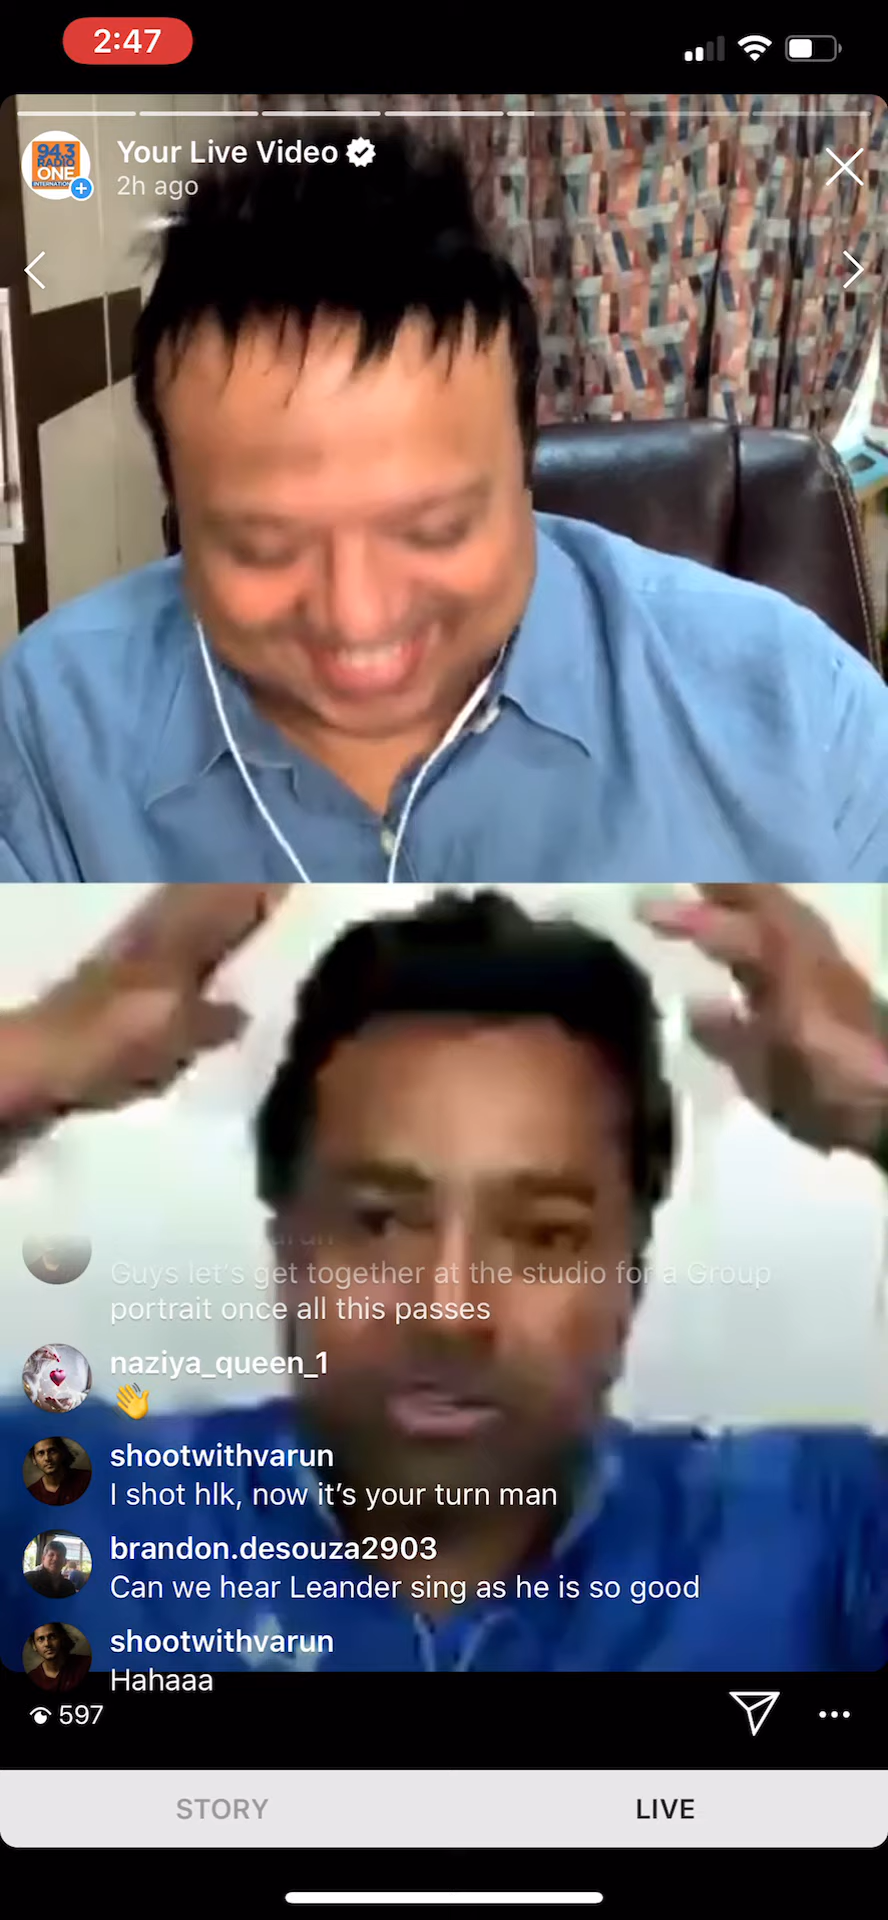 2:47
94.3
RADIO
ONE
INTERNATIONAL
Your Live Video
2h ago
Guys let's get together at the studio for a Group
portrait once all this passes
naziya_queen_1
👋
shootwithvarun
I shot hlk, now it's your turn man
brandon.desouza2903
Can we hear Leander sing as he is so good
shootwithvarun
Hahaaa
597
STORY
LIVE